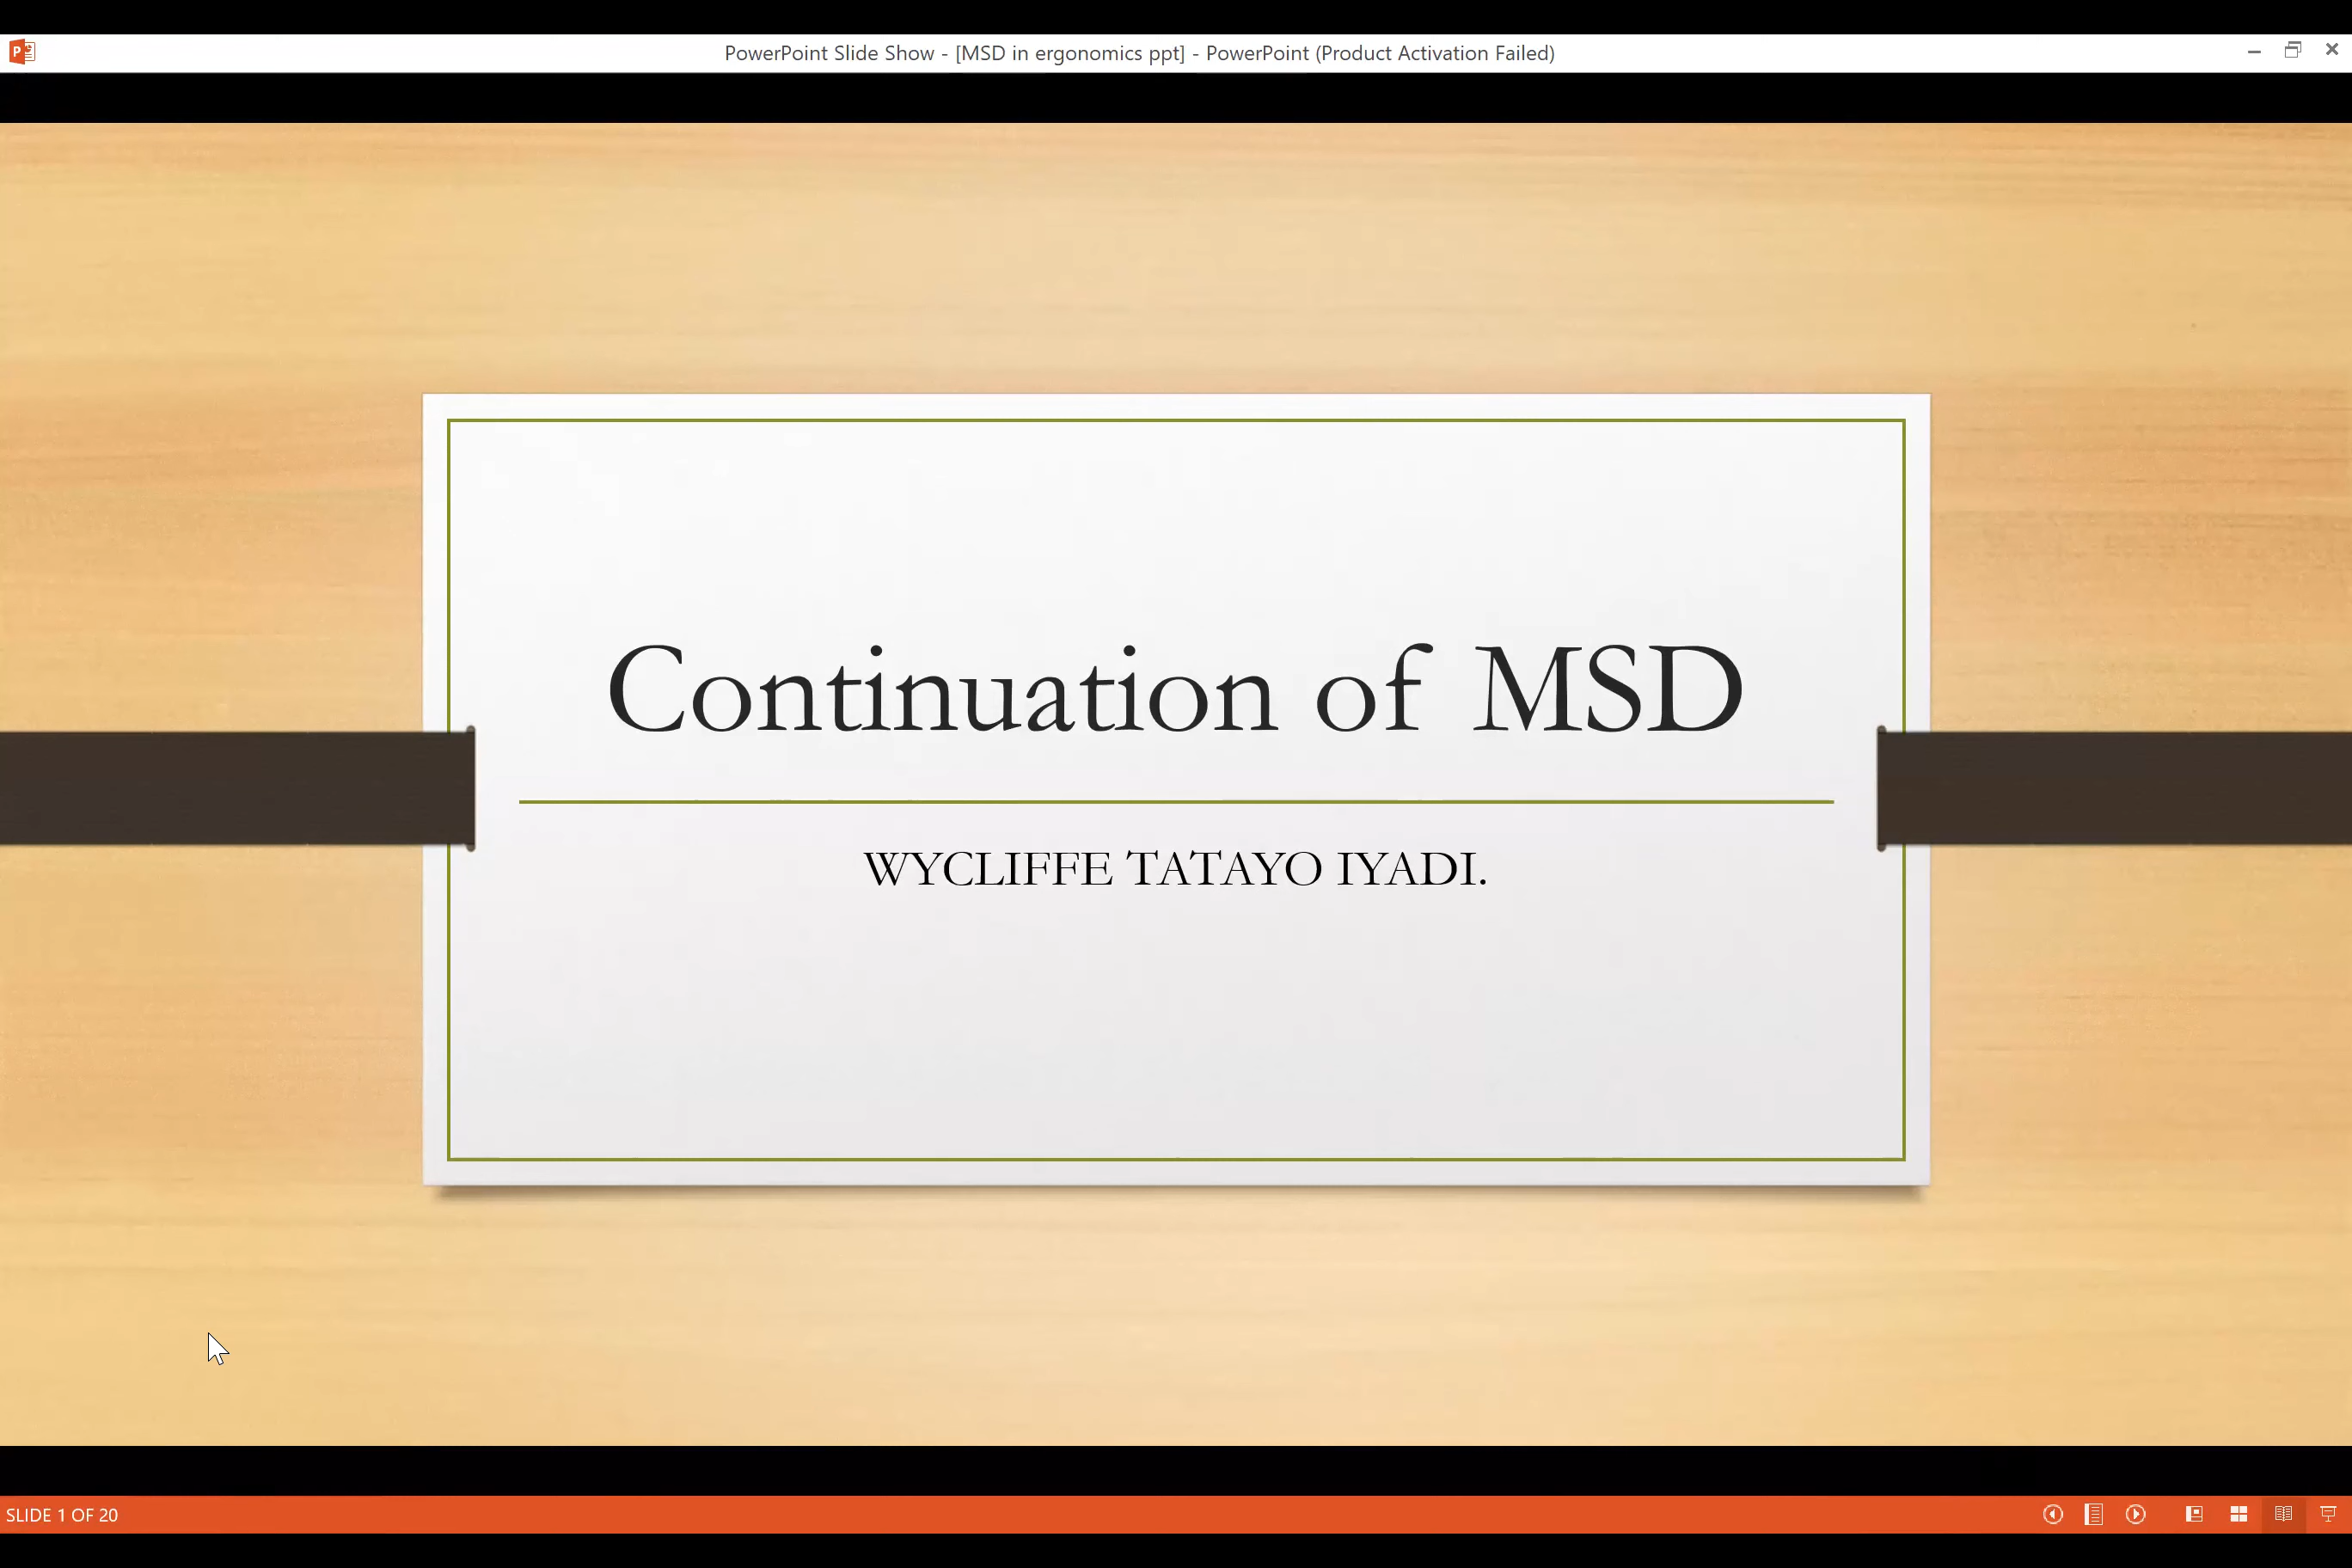 PowerPoint Slide Show - [MSD in ergonomics ppt] - PowerPoint (Product Activation Failed)
Continuation of MSD
WYCLIFFE TATAYO IYADI.
SLIDE 1 OF 20